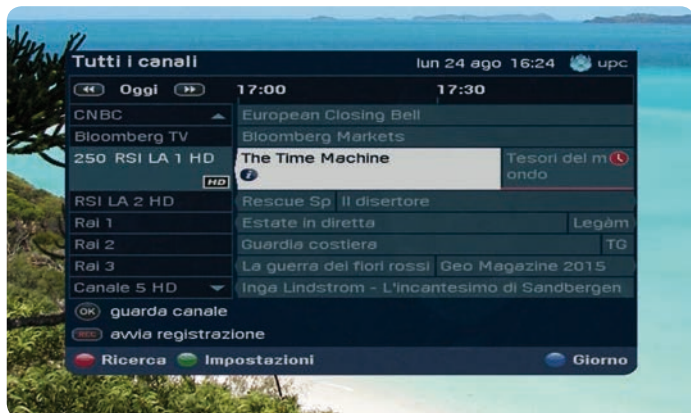 Tutti i canali lun 24 ago 16:24 upc
Oggi 17:00 17:30
CNBC European Closing Bell
Bloomberg TV Bloomberg Markets
250 RSI LA 1 HD The Time Machine Tesori del m
HD i ondo
RSI LA 2 HD Rescue Sp Il disertore
Rai 1 Estate in diretta Legàm
Rai 2 Guardia costiera TG
Rai 3 La guerra dei fiori rossi Geo Magazine 2015
Canale 5 HD Inga Lindstrom - L'incantesimo di Sandbergen
OK guarda canale
REC avvia registrazione
Ricerca Impostazioni Giorno